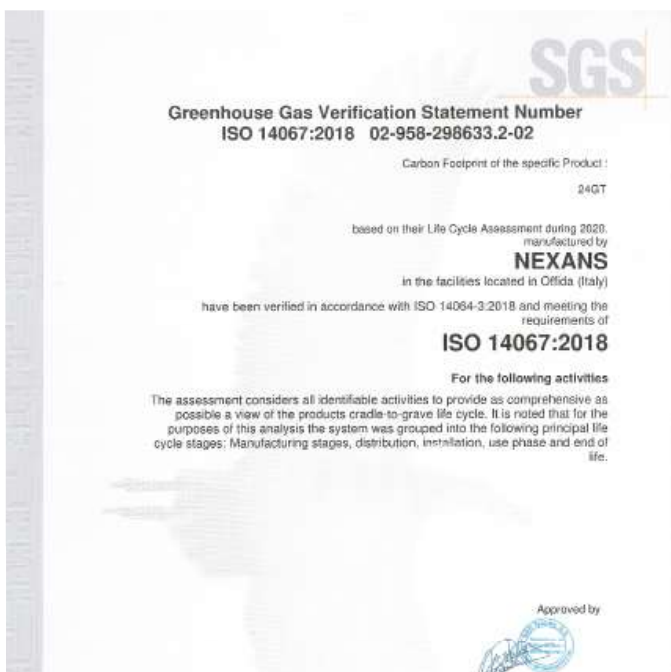 SGS
Greenhouse Gas Verification Statement Number
ISO 14067:2018 02-958-298633.2-02
Carbon Footprint of the specific Product :
24GT
based on their Life Cycle Assessment during 2020.
manufactured by
NEXANS
in the facilities located in Offida (Italy)
have been verified in accordance with ISO 14064-3:2018 and meeting the
requirements of
ISO 14067:2018
For the following activities
The assessment considers all identifiable activities to provide as comprehensive as
possible a view of the products cradle-to-grave life cycle. It is noted that for the
purposes of this analysis the system was grouped into the following principal life
cycle stages: Manufacturing stages, distribution, installation, use phase and end of
life.
Approved by